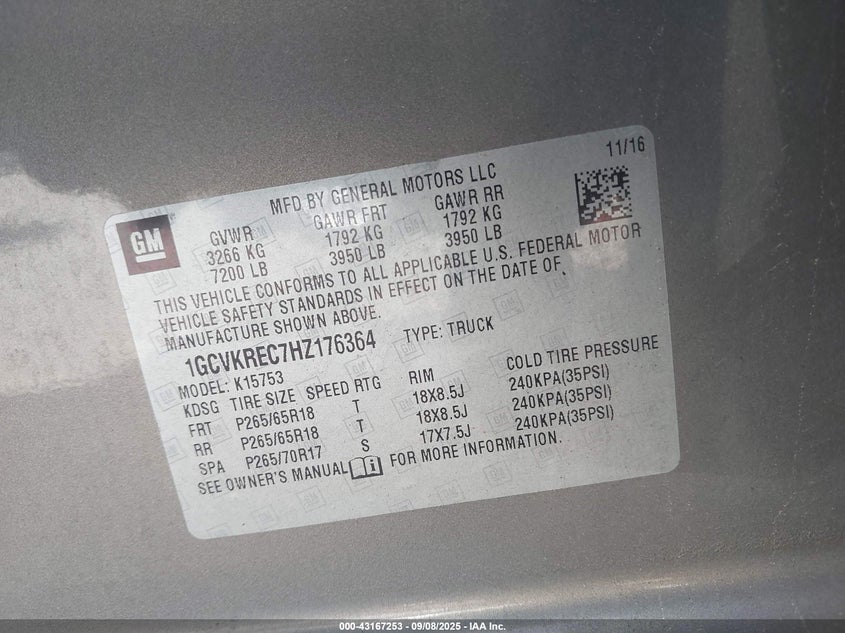 GM
MFD BY GENERAL MOTORS LLC
11/16
GVWR GAWR FRT GAWR RR
3266 KG 1792 KG 1792 KG
7200 LB 3950 LB 3950 LB
THIS VEHICLE CONFORMS TO ALL APPLICABLE U.S. FEDERAL MOTOR
VEHICLE SAFETY STANDARDS IN EFFECT ON THE DATE OF
MANUFACTURE SHOWN ABOVE.
1GCVKREC7HZ176364 TYPE: TRUCK
MODEL: K15753
KDSG TIRE SIZE SPEED RTG RIM COLD TIRE PRESSURE
FRT P265/65R18 T 18X8.5J 240KPA(35PSI)
RR P265/65R18 T 18X8.5J 240KPA(35PSI)
SPA P265/70R17 S 17X7.5J 240KPA(35PSI)
SEE OWNER'S MANUAL FOR MORE INFORMATION.
000-43167253 - 09/08/2025 - IAA Inc.